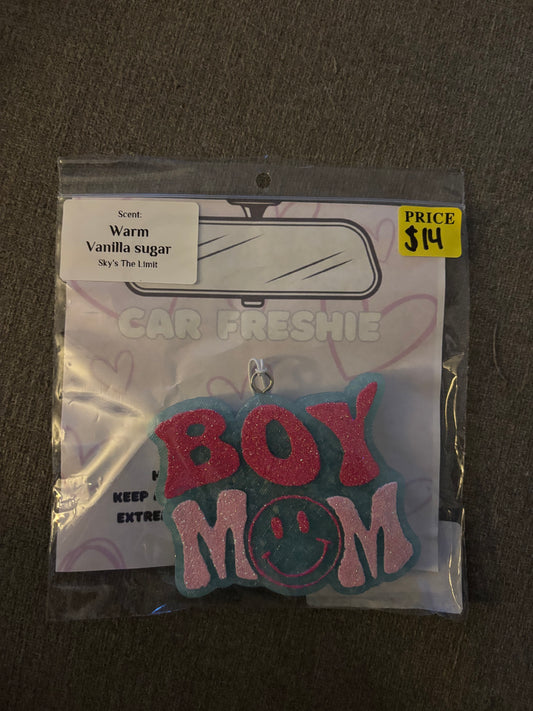 Scent:
Warm
Vanilla sugar
Sky's The Limit
PRICE
$14
CAR FRESHIE
BOY
MOM
KEEP
EXTRE